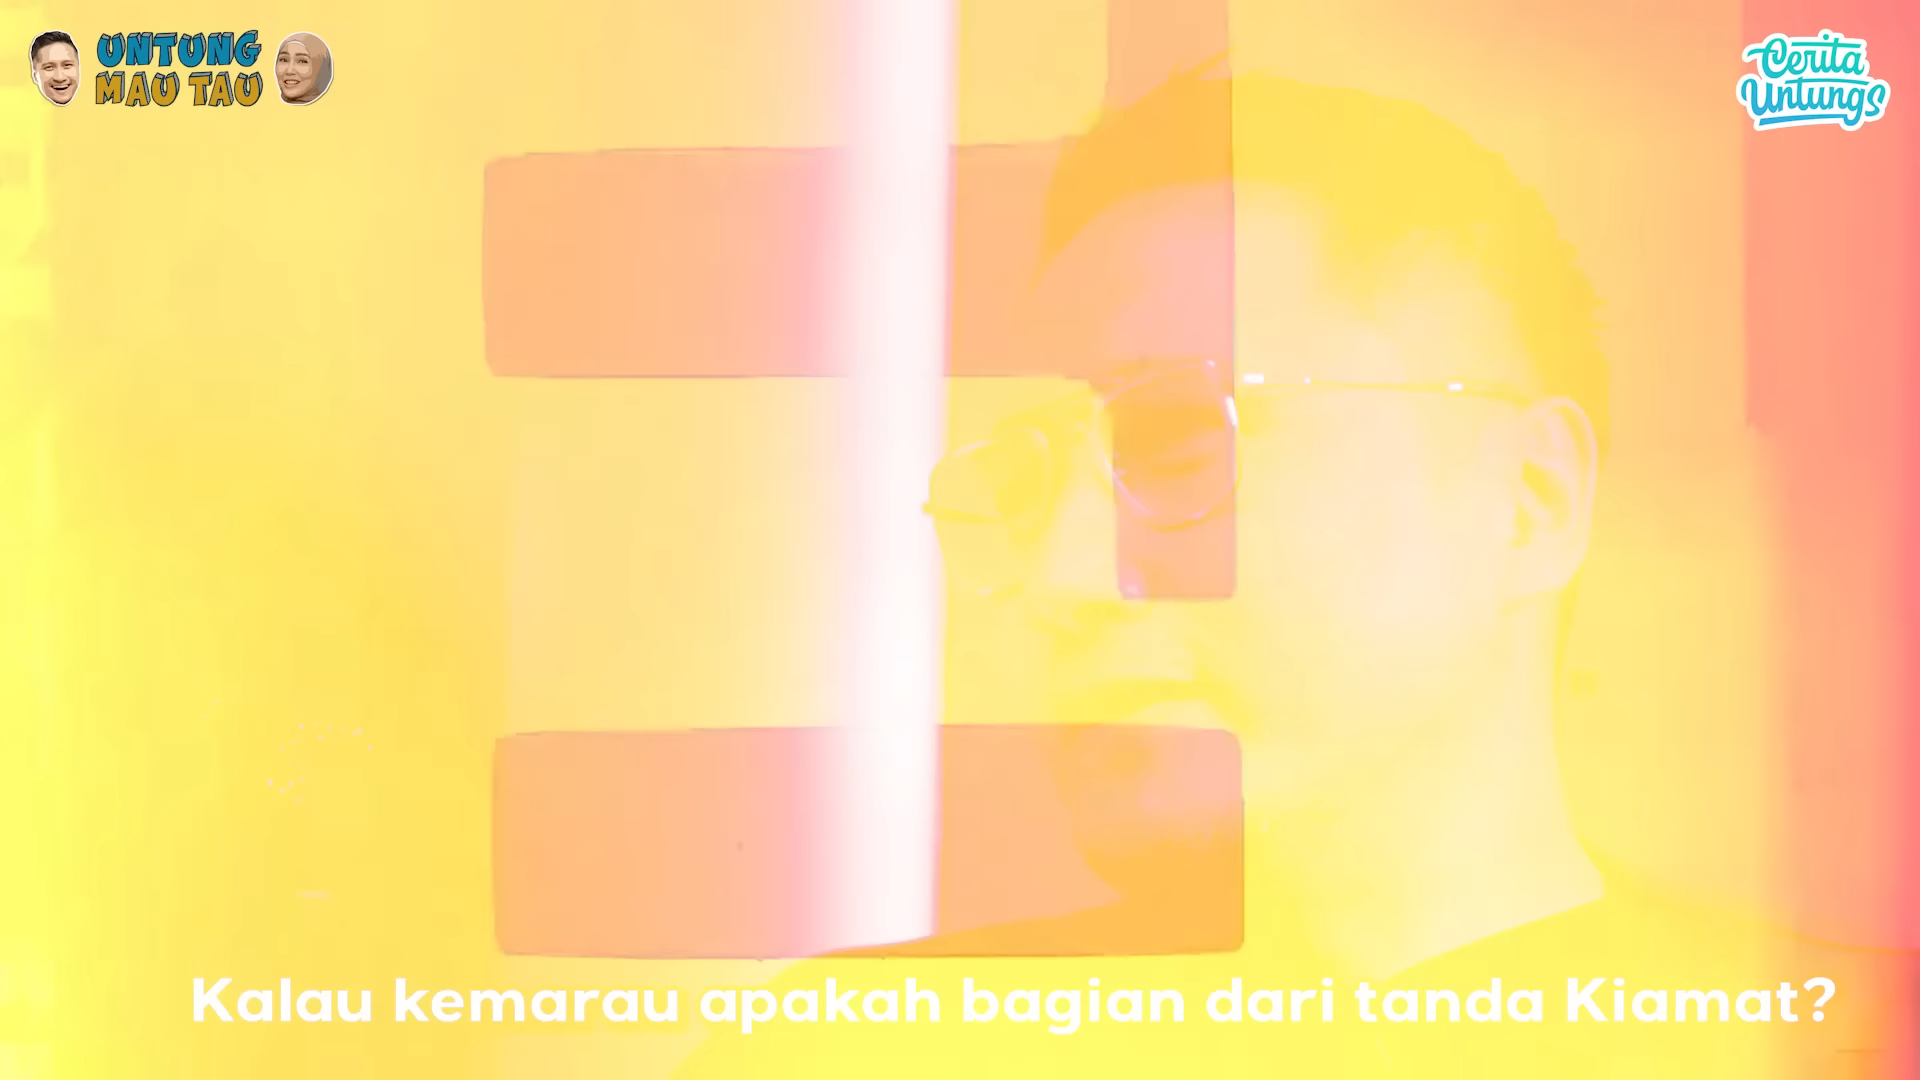 UNTUNG
MAU TAU
Cerita
Untungs
Kalau kemarau apakah bagian dari tanda Kiamat?